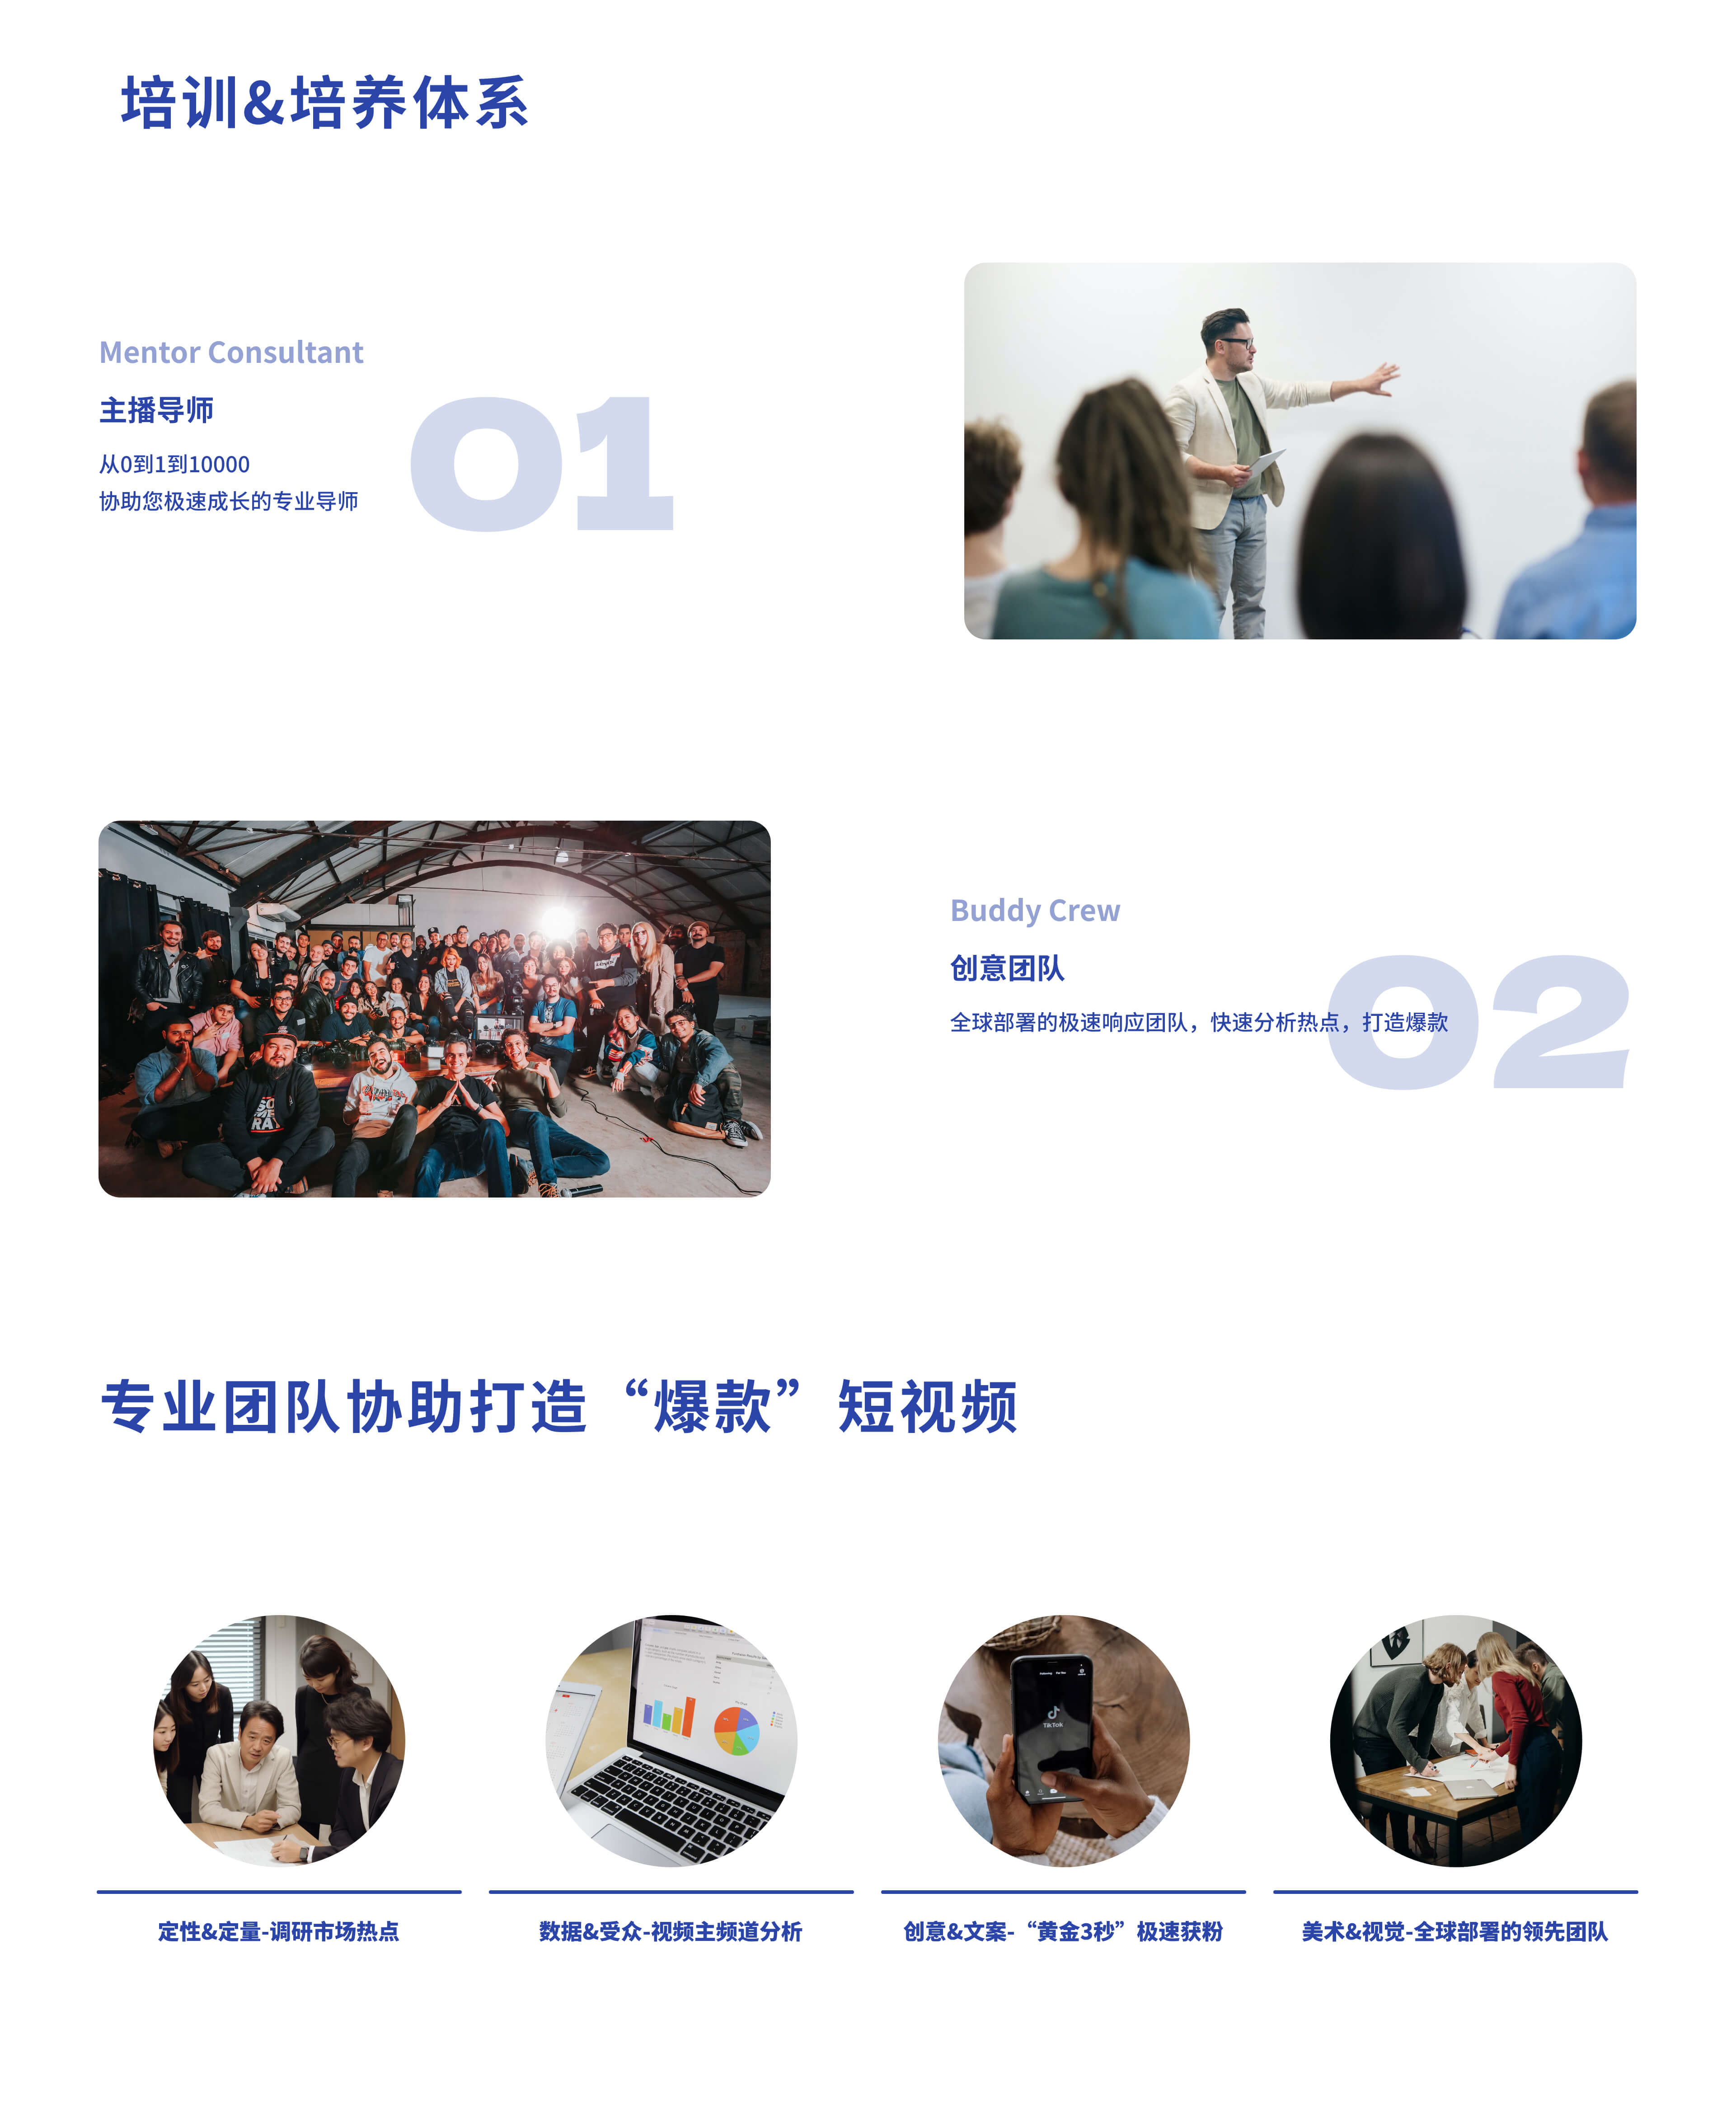 培训&培养体系
Mentor Consultant
主播导师
从0到1到10000
协助您极速成长的专业导师
01
Buddy Crew
创意团队
全球部署的极速响应团队，快速分析热点，打造爆款
02
专业团队协助打造“爆款”短视频
TikTok
定性&定量-调研市场热点
数据&受众-视频主频道分析
创意&文案-“黄金3秒”极速获粉
美术&视觉-全球部署的领先团队